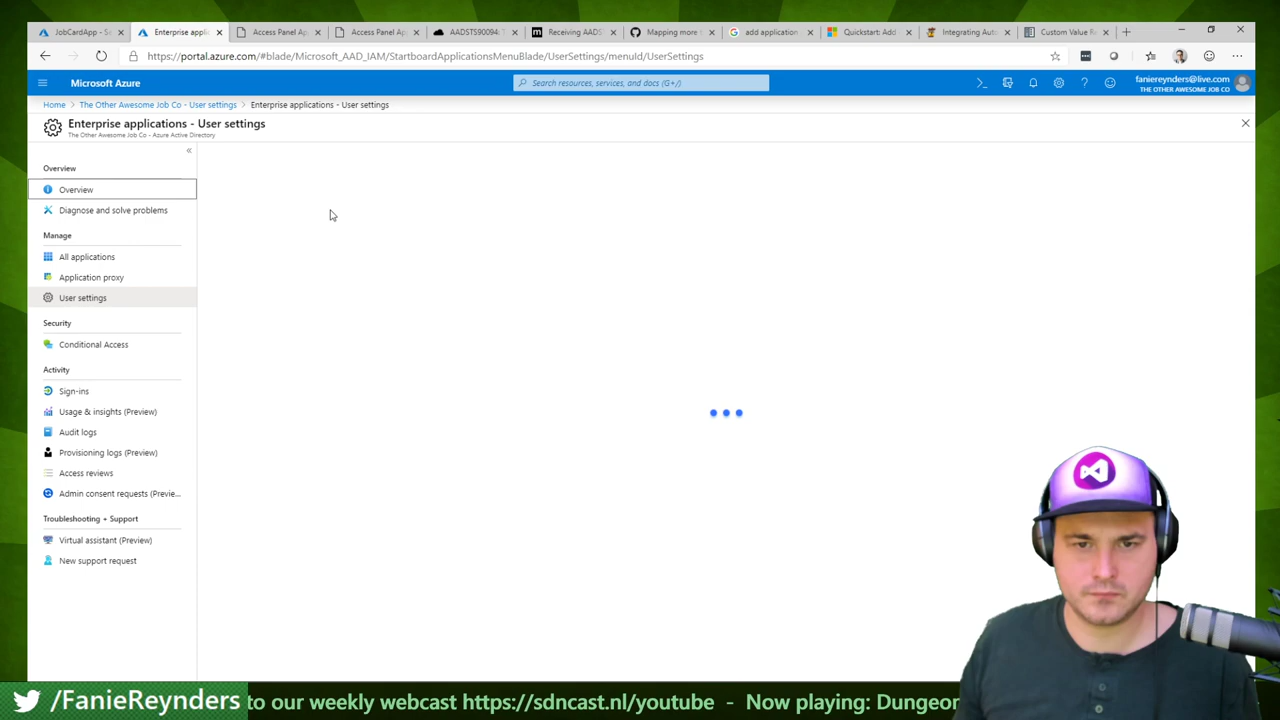 JobCardApp - Se
Enterprise applic
Access Panel Ap
Access Panel Ap
AADSTS90094: T
Receiving AADS
Mapping more s
add application
Quickstart: Add
Integrating Auto
Custom Value Re
https://portal.azure.com/#blade/Microsoft_AAD_IAM/StartboardApplicationsMenuBlade/UserSettings/menuId/UserSettings
Microsoft Azure
Search resources, services, and docs (G+/)
faniereynders@live.com
THE OTHER AWESOME JOB CO
Home > The Other Awesome Job Co - User settings > Enterprise applications - User settings
Enterprise applications - User settings
The Other Awesome Job Co - Azure Active Directory
Overview
Overview
Diagnose and solve problems
Manage
All applications
Application proxy
User settings
Security
Conditional Access
Activity
Sign-ins
Usage & insights (Preview)
Audit logs
Provisioning logs (Preview)
Access reviews
Admin consent requests (Previe...
Troubleshooting + Support
Virtual assistant (Preview)
New support request
/FanieReynders to our weekly webcast https://sdncast.nl/youtube - Now playing: Dungeon